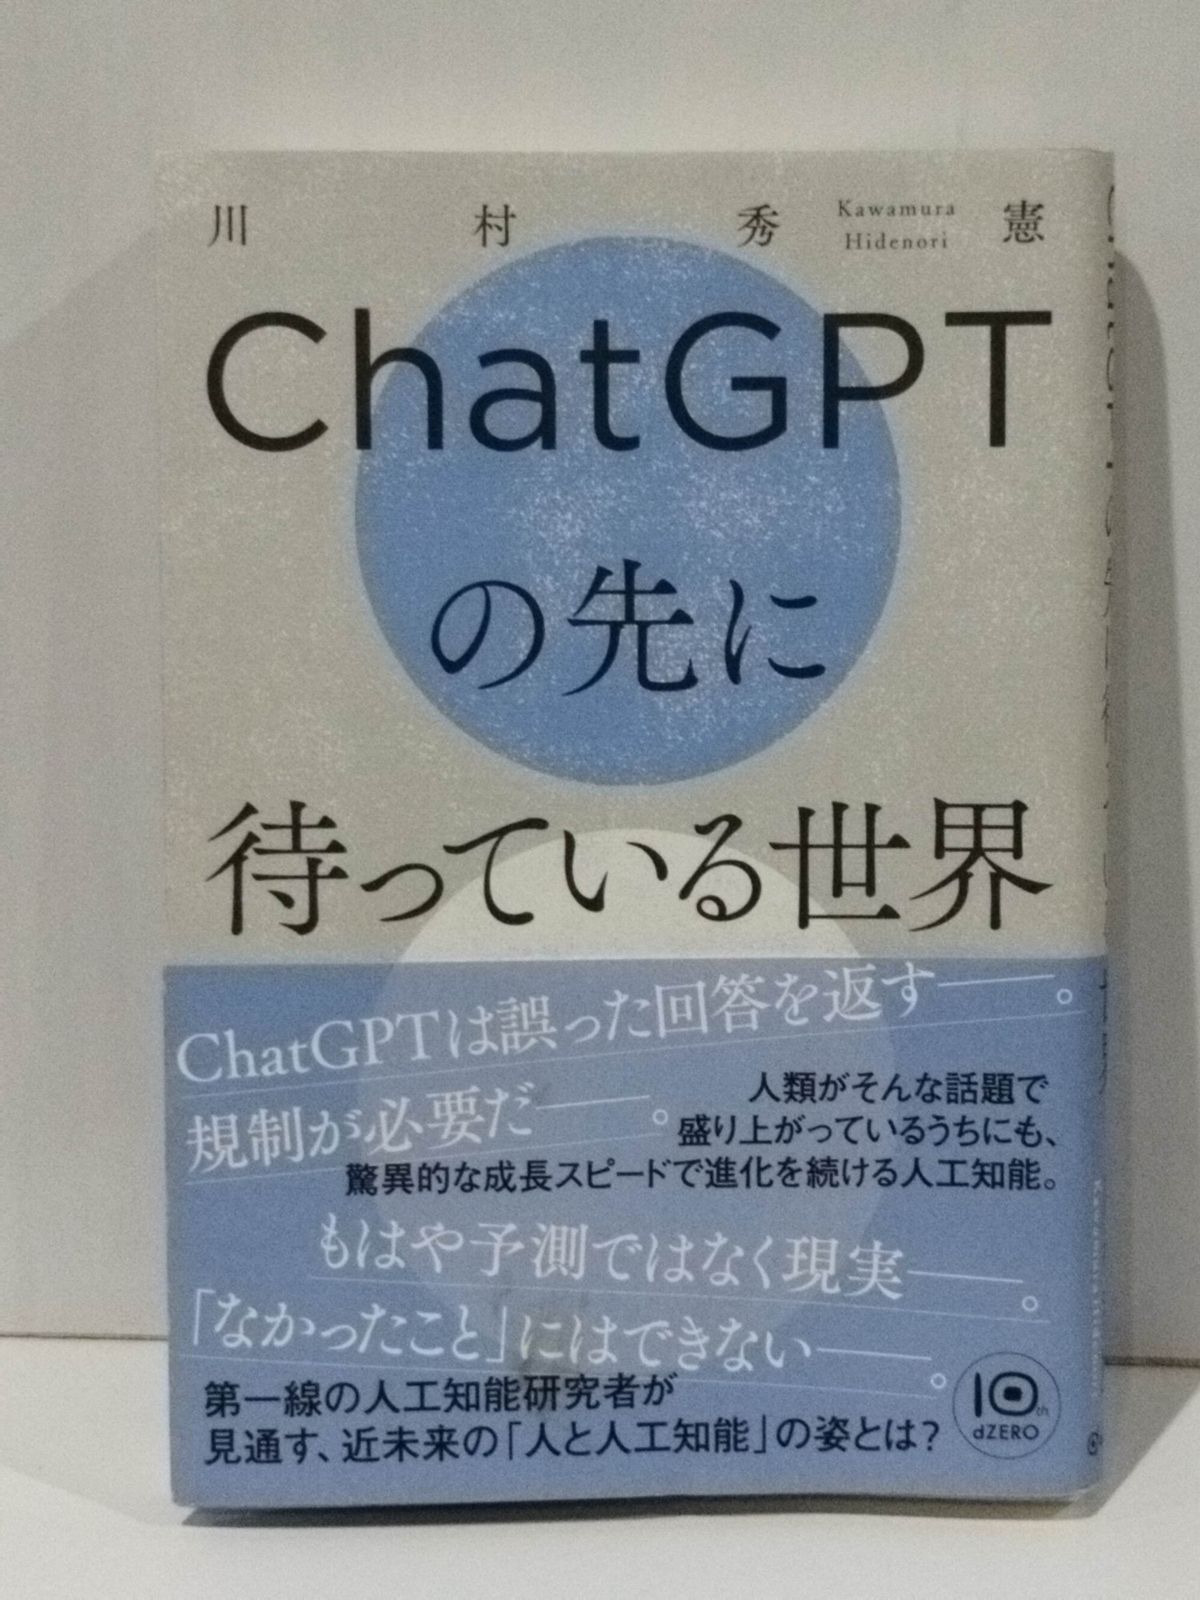 川村秀憲
Kawamura
Hidenori
ChatGPT
の先に
待っている世界
ChatGPTは誤った回答を返す――。
規制が必要だ――。
人類がそんな話題で
盛り上がっているうちにも、
驚異的な成長スピードで進化を続ける人工知能。
もはや予測ではなく現実――。
「なかったこと」にはできない――。
第一線の人工知能研究者が
見通す、近未来の「人と人工知能」の姿とは?
10th
dZERO